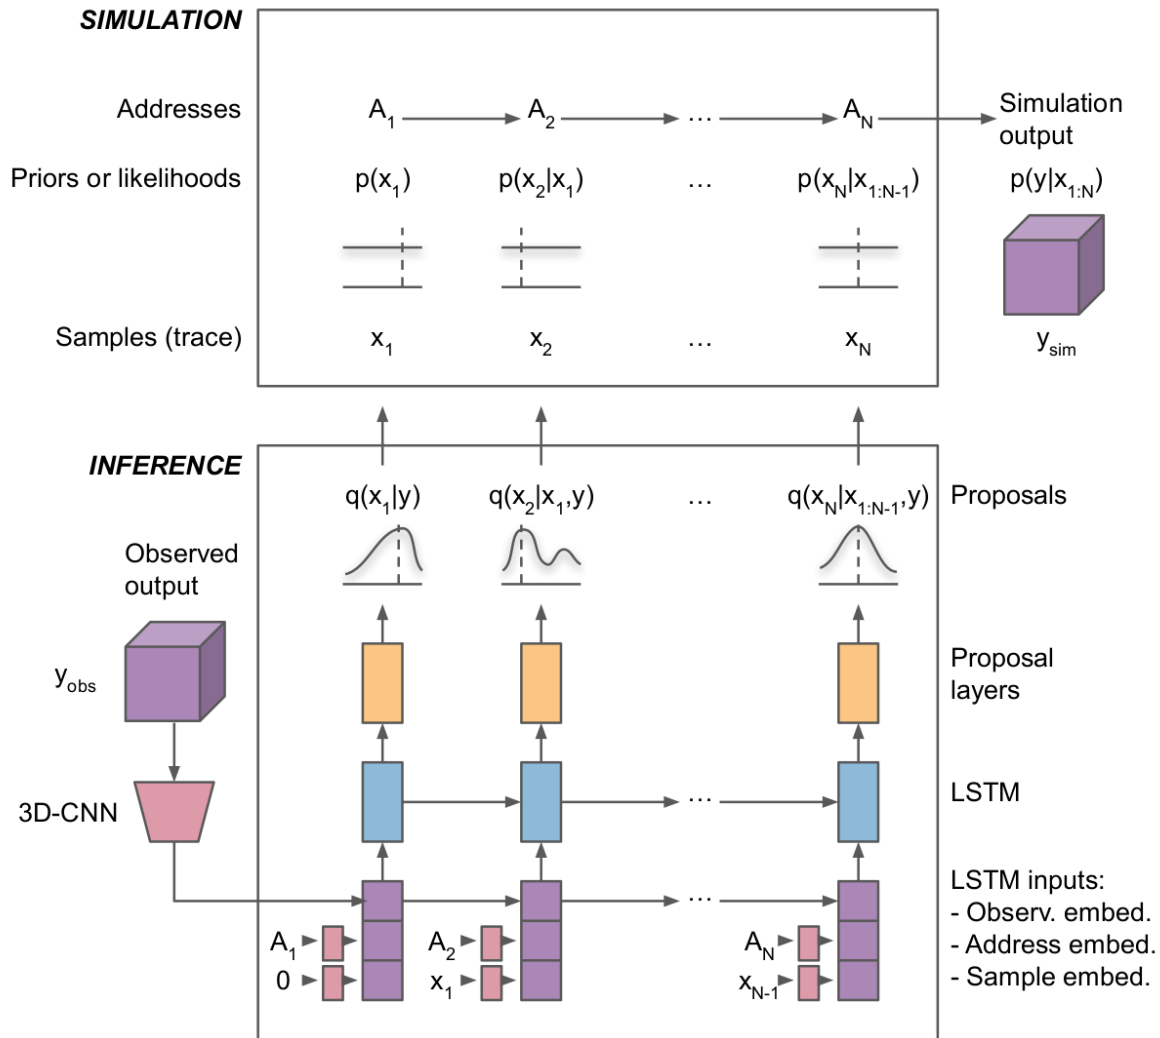 SIMULATION
Addresses
A1
A2
...
AN
Simulation
output
Priors or likelihoods
p(x1)
p(x2|x1)
...
p(xN|x1:N-1)
p(y|x1:N)
Samples (trace)
x1
x2
...
xN
ysim
INFERENCE
q(x1|y)
q(x2|x1,y)
...
q(xN|x1:N-1,y)
Proposals
Observed
output
yobs
Proposal
layers
3D-CNN
...
LSTM
...
LSTM inputs:
- Observ. embed.
- Address embed.
- Sample embed.
A1
A2
AN
0
x1
xN-1